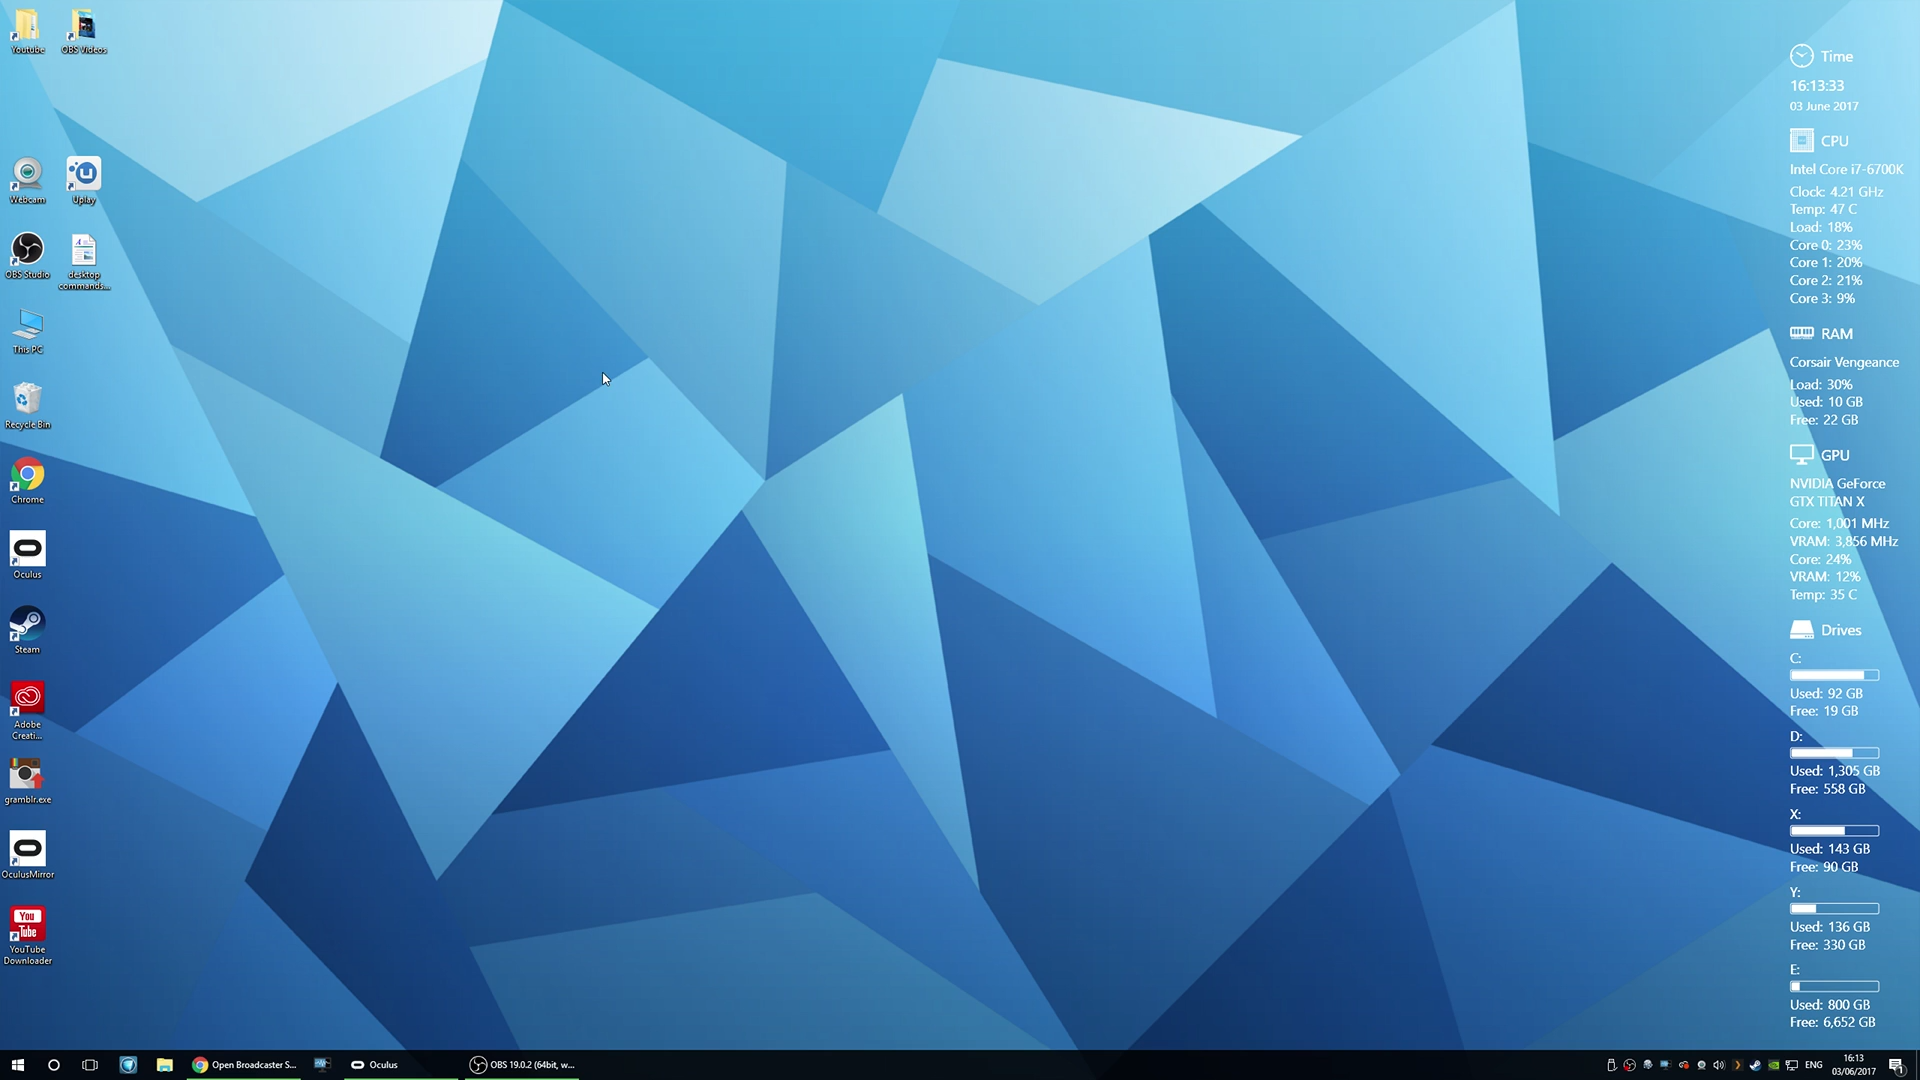 Youtube
OBS Videos
Webcam
Uplay
OBS Studio
desktop
commands...
This PC
Recycle Bin
Chrome
Oculus
Steam
Adobe
Creati...
gramblr.exe
OculusMirror
You
Tube
YouTube
Downloader
Time
16:13:33
03 June 2017
CPU
Intel Core i7-6700K
Clock: 4.21 GHz
Temp: 47 C
Load: 18%
Core 0: 23%
Core 1: 20%
Core 2: 21%
Core 3: 9%
RAM
Corsair Vengeance
Load: 30%
Used: 10 GB
Free: 22 GB
GPU
NVIDIA GeForce
GTX TITAN X
Core: 1,001 MHz
VRAM: 3,856 MHz
Core: 24%
VRAM: 12%
Temp: 35 C
Drives
C:
Used: 92 GB
Free: 19 GB
D:
Used: 1,305 GB
Free: 558 GB
X:
Used: 143 GB
Free: 90 GB
Y:
Used: 136 GB
Free: 330 GB
E:
Used: 800 GB
Free: 6,652 GB
Open Broadcaster S...
Oculus
OBS 19.0.2 (64bit, w...
ENG
16:13
03/06/2017
1